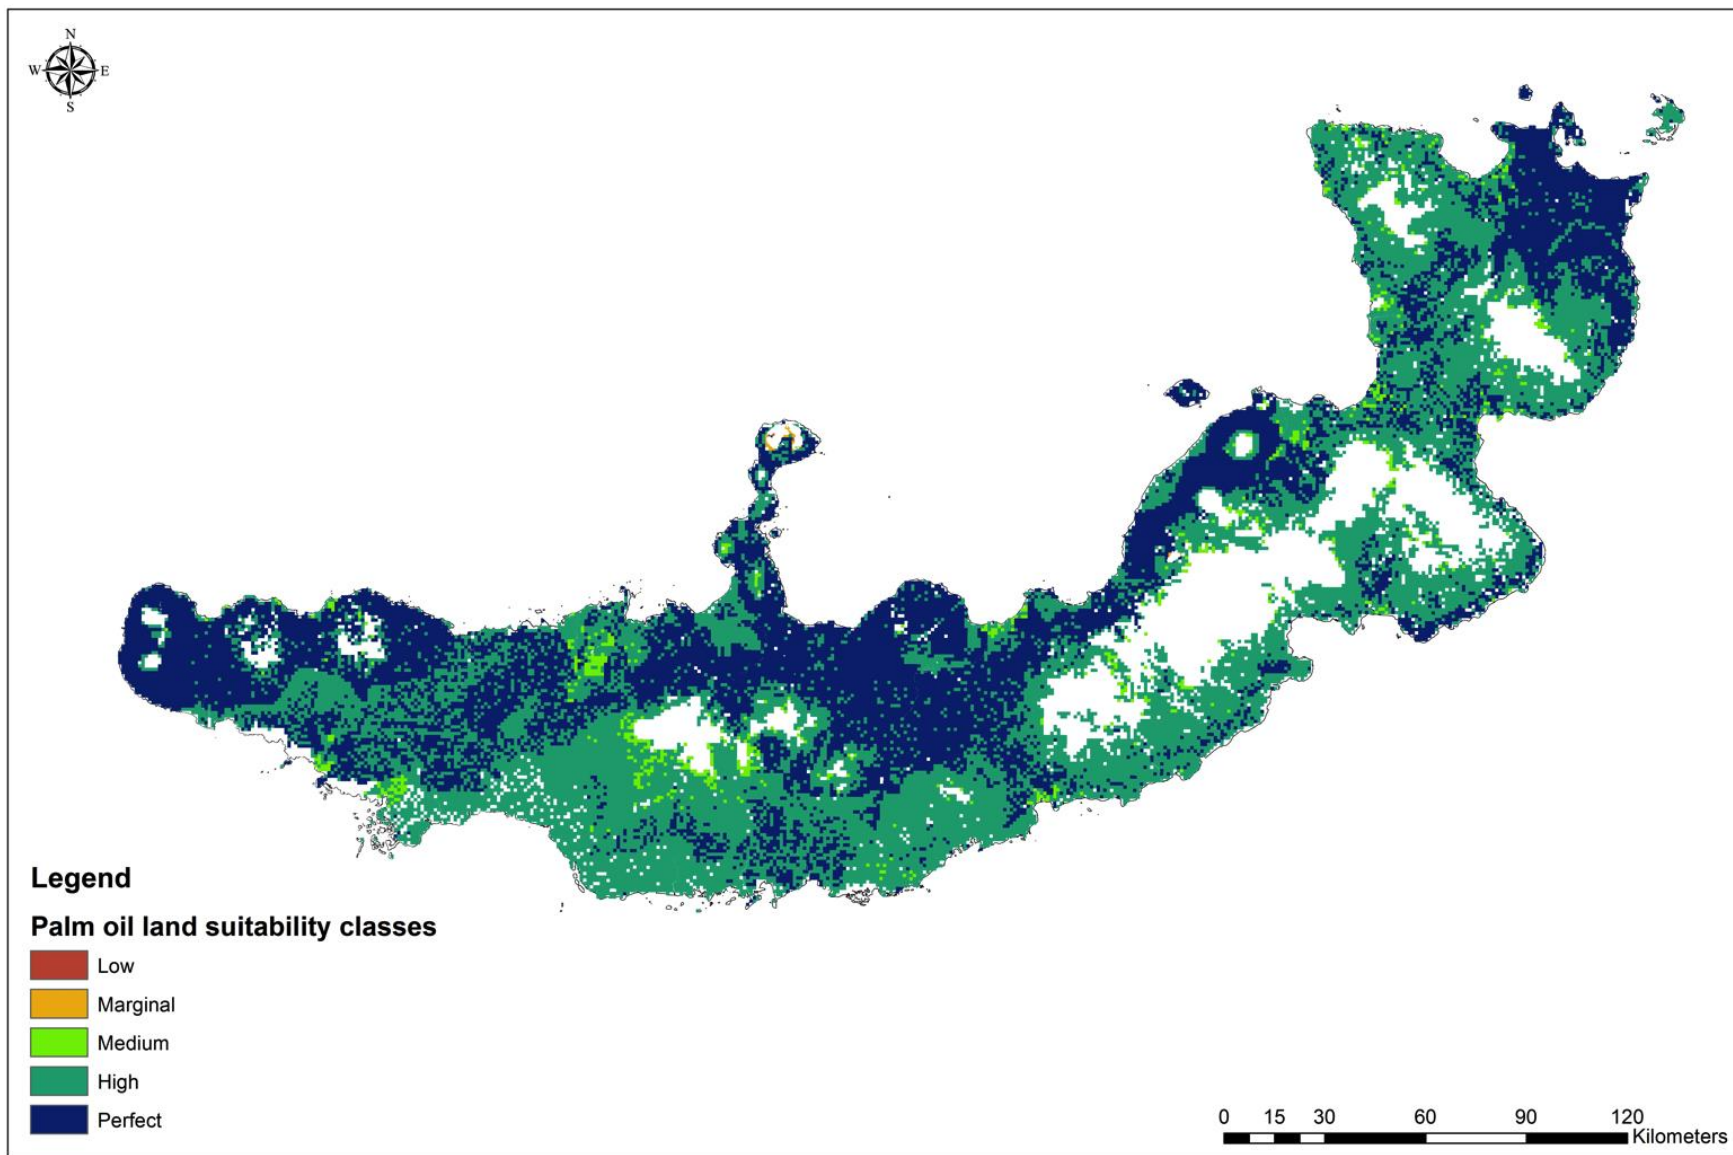 N
W E
S
Legend
Palm oil land suitability classes
Low
Marginal
Medium
High
Perfect
0 15 30 60 90 120
Kilometers